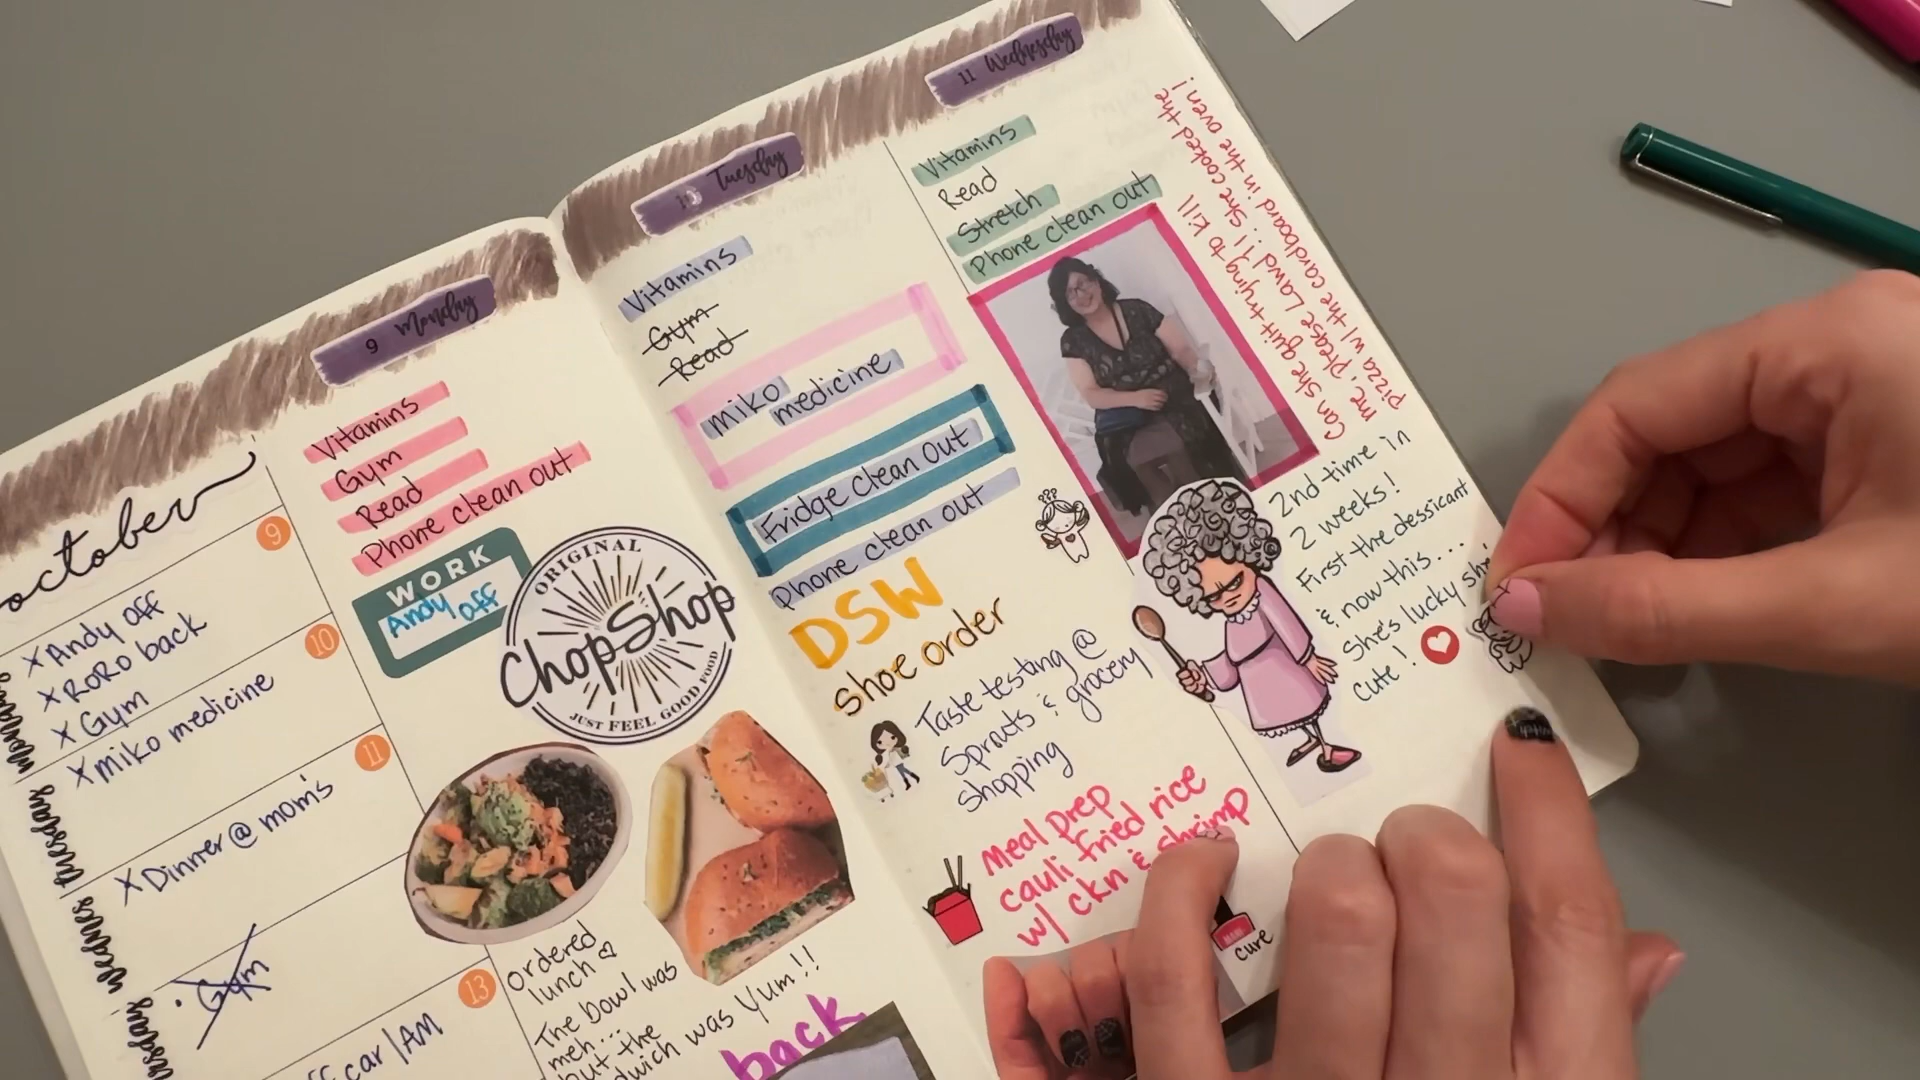 october
9
x Andy off
x RORO back
x Gym
10
x miko medicine
11
x Dinner @ mom's
• Gym
13
car/AM
tuesday
9 Monday
Vitamins
Gym
Read
Phone clean out
WORK
Andy off
ORIGINAL
ChopShop
JUST FEEL GOOD FOOD
ordered
lunch ♡
The bowl was
meh...
but the
was Yum!!
back
10 Tuesday
Vitamins
Gym
Read
miko medicine
Fridge clean out
Phone clean out
DSW
shoe order
Taste testing @
Sprouts & grocery
shopping
meal prep
cauli fried rice
w/ ckn & shrimp
cure
11 Wednesday
Vitamins
Read
Stretch
Phone clean out
Can she quit trying to kill
me, please Lawd!! She cooked the
pizza w/ the cardboard in the oven!
2nd time in
2 weeks!
First the dessicant
& now this...
She's lucky
cute!